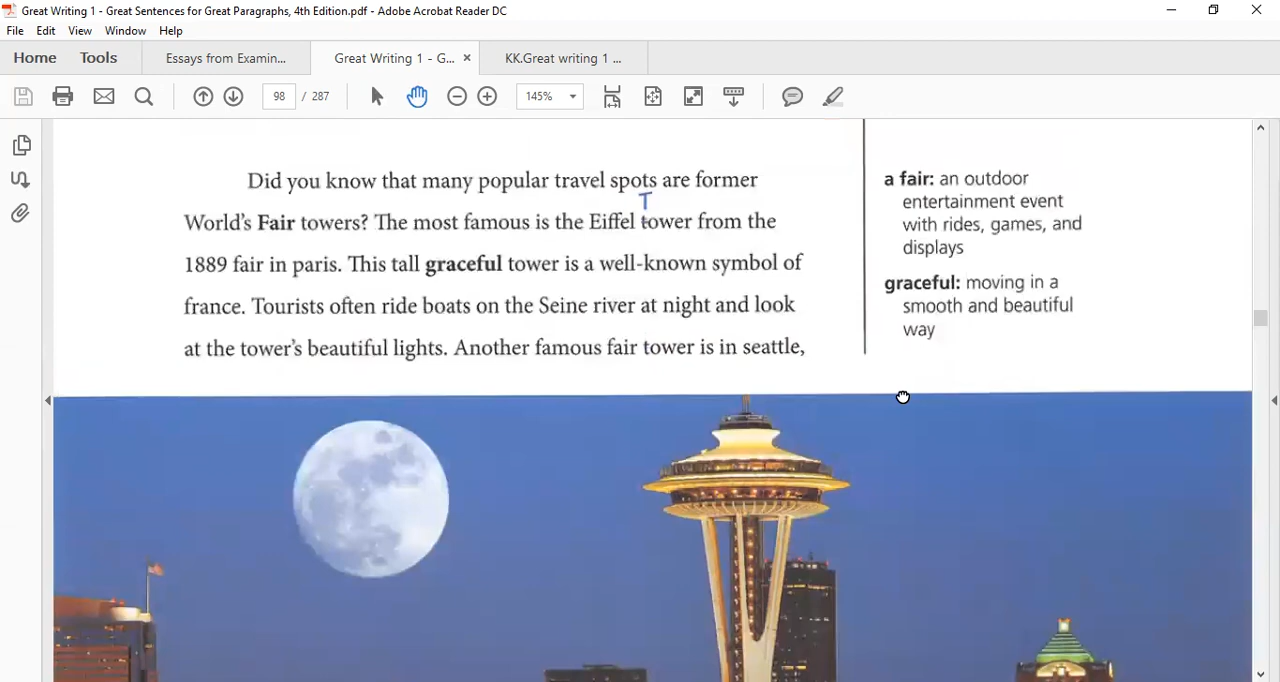 Great Writing 1 - Great Sentences for Great Paragraphs, 4th Edition.pdf - Adobe Acrobat Reader DC
File Edit View Window Help
Home Tools Essays from Examin... Great Writing 1 - G... × KK.Great writing 1 ...
98 / 287 145%
Did you know that many popular travel spots are former
T
World's Fair towers? The most famous is the Eiffel tower from the
1889 fair in paris. This tall graceful tower is a well-known symbol of
france. Tourists often ride boats on the Seine river at night and look
at the tower's beautiful lights. Another famous fair tower is in seattle,
a fair: an outdoor
entertainment event
with rides, games, and
displays
graceful: moving in a
smooth and beautiful
way